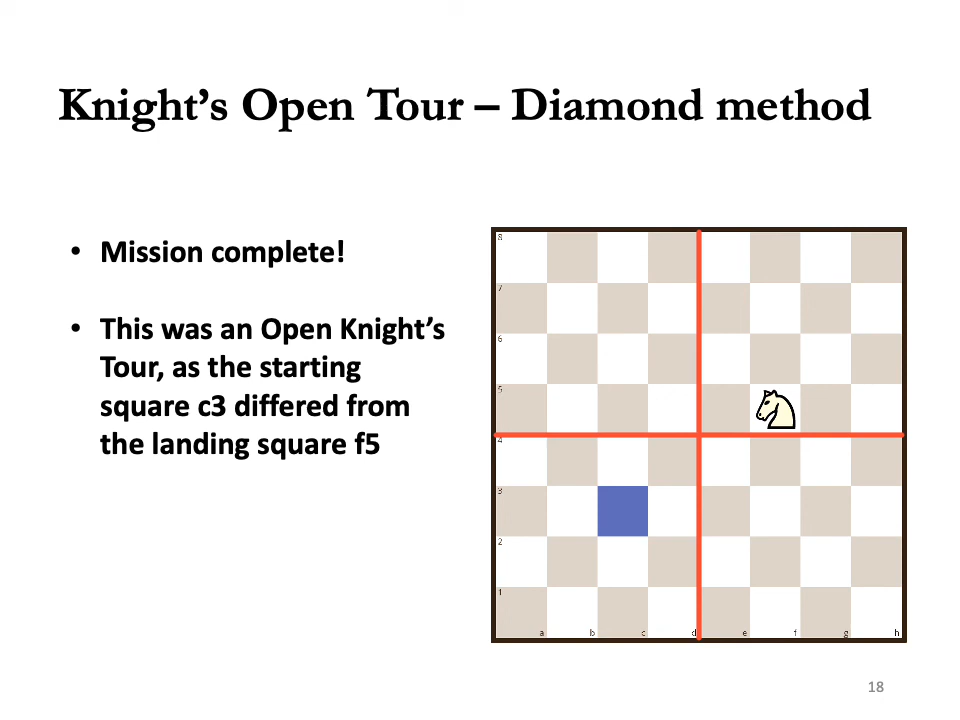 Knight’s Open Tour – Diamond method
• Mission complete!
• This was an Open Knight’s
Tour, as the starting
square c3 differed from
the landing square f5
8
7
6
5
4
3
2
1
a b c d e f g h
18